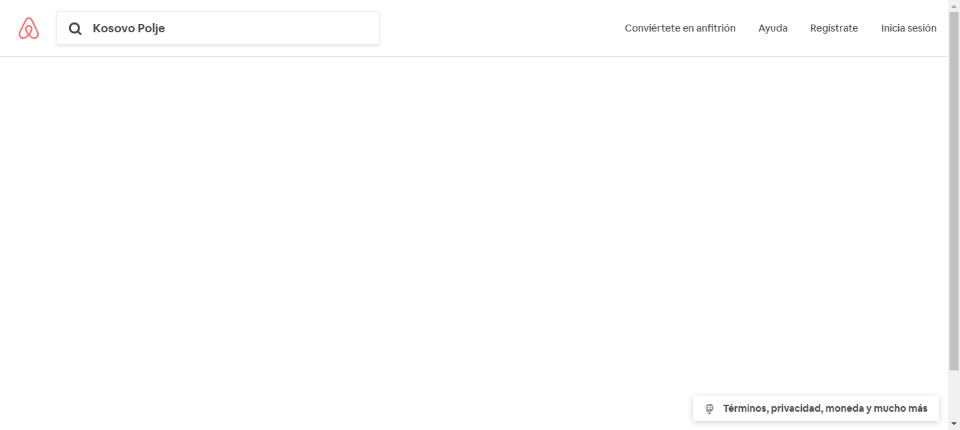 Kosovo Polje
Conviértete en anfitrión
Ayuda
Regístrate
Inicia sesión
Términos, privacidad, moneda y mucho más